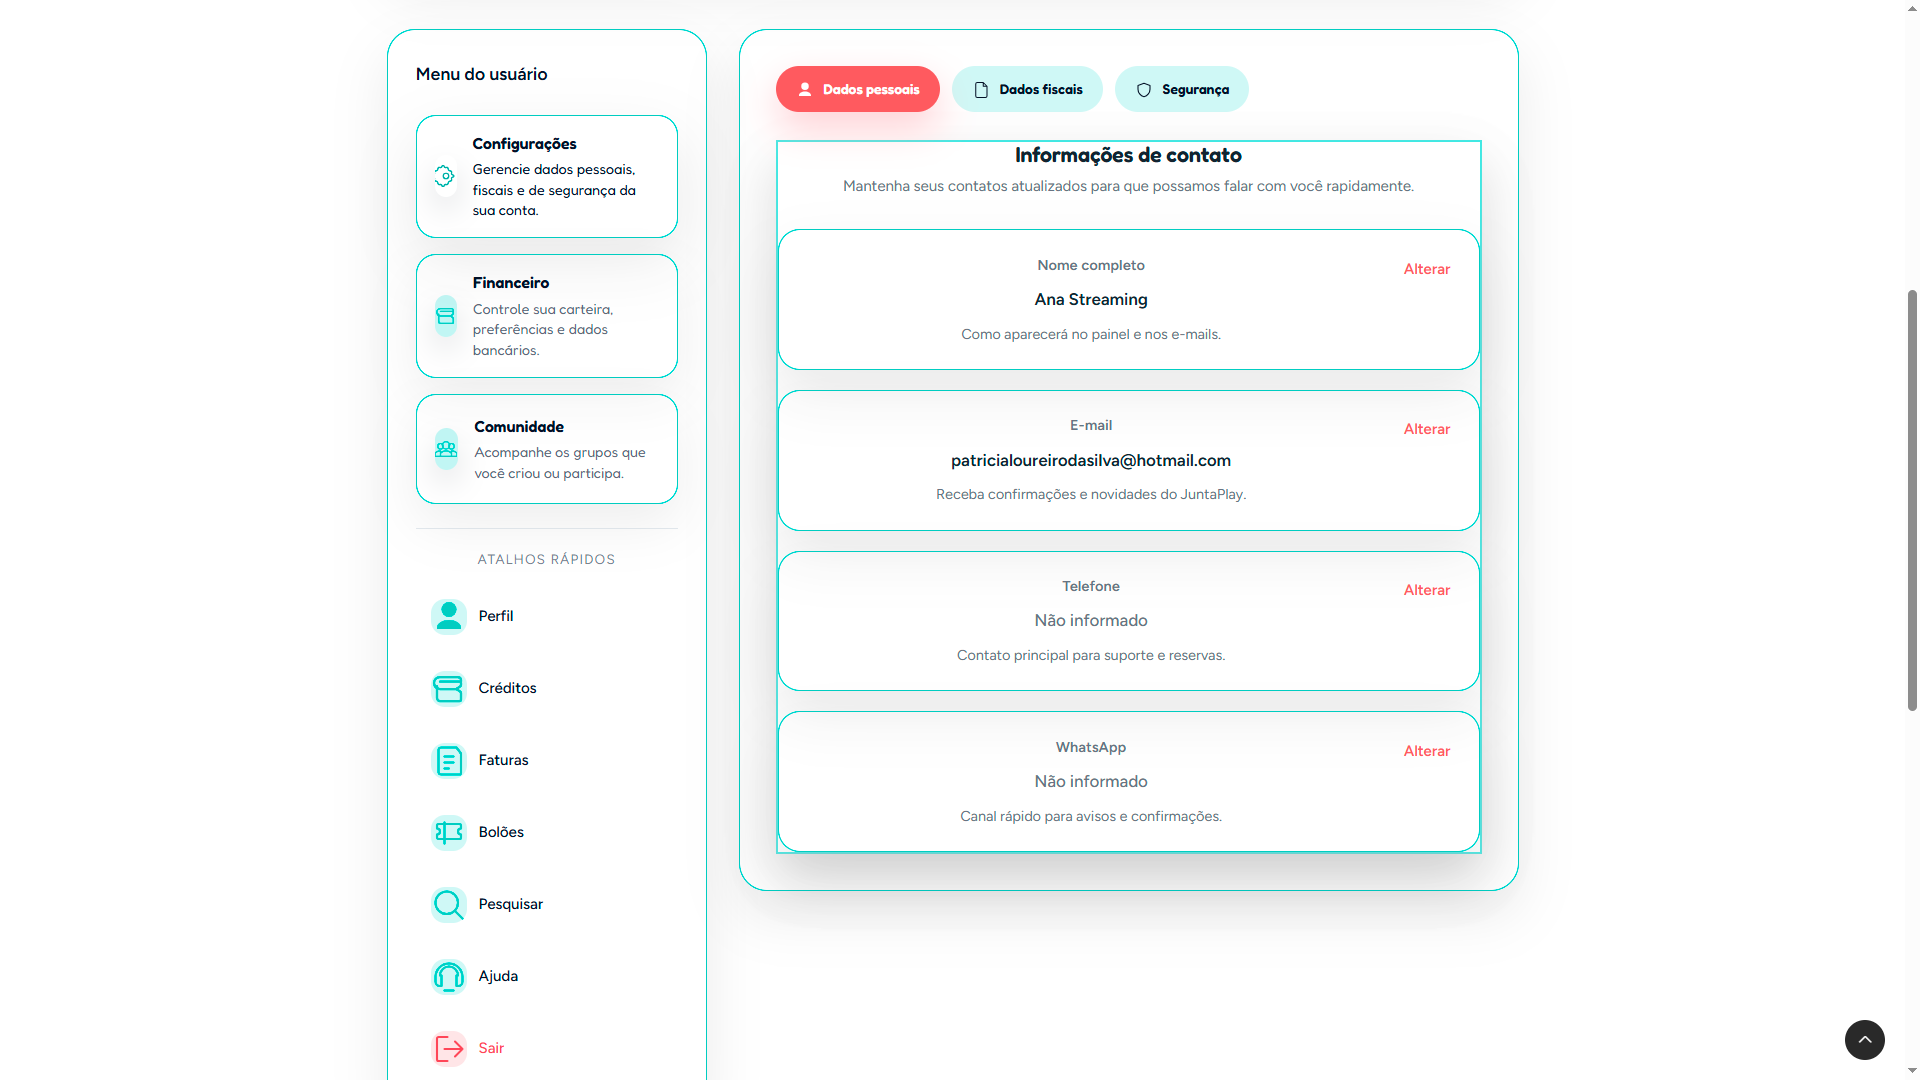 Menu do usuário
Configurações
Gerencie dados pessoais,
fiscais e de segurança da
sua conta.
Financeiro
Controle sua carteira,
preferências e dados
bancários.
Comunidade
Acompanhe os grupos que
você criou ou participa.
ATALHOS RÁPIDOS
Perfil
Créditos
Faturas
Bolões
Pesquisar
Ajuda
Sair
Dados pessoais
Dados fiscais
Segurança
Informações de contato
Mantenha seus contatos atualizados para que possamos falar com você rapidamente.
Nome completo
Alterar
Ana Streaming
Como aparecerá no painel e nos e-mails.
E-mail
Alterar
patricialoureirodasilva@hotmail.com
Receba confirmações e novidades do JuntaPlay.
Telefone
Alterar
Não informado
Contato principal para suporte e reservas.
WhatsApp
Alterar
Não informado
Canal rápido para avisos e confirmações.